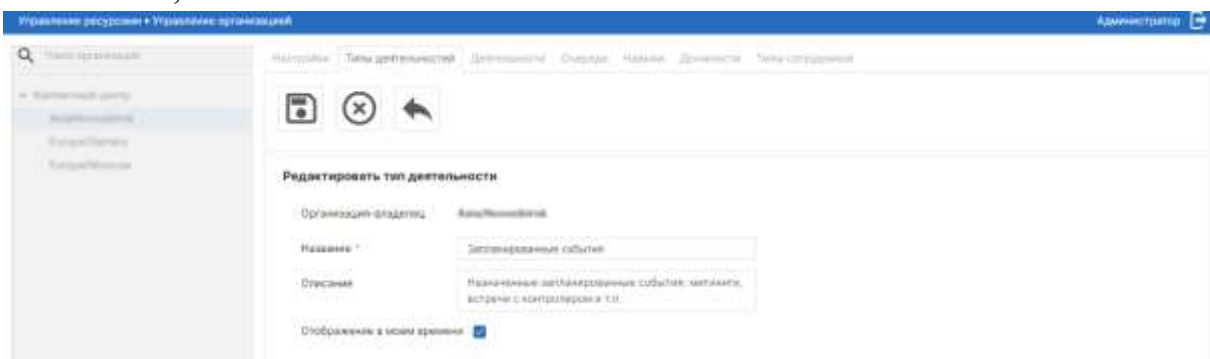 Управление ресурсами • Управление организацией
Администратор
Поиск организаций
Настройки Типы деятельностей Деятельности Очереди Навыки Должности Типы сотрудников
Контактный центр
Asia/Novosibirsk
Europe/Samara
Europe/Moscow
Редактировать тип деятельности
Организация-владелец Asia/Novosibirsk
Название * Запланированные события
Описание Назначенные запланированные события: митинги,
встречи с контролером и т.п.
Отображение в моем времени